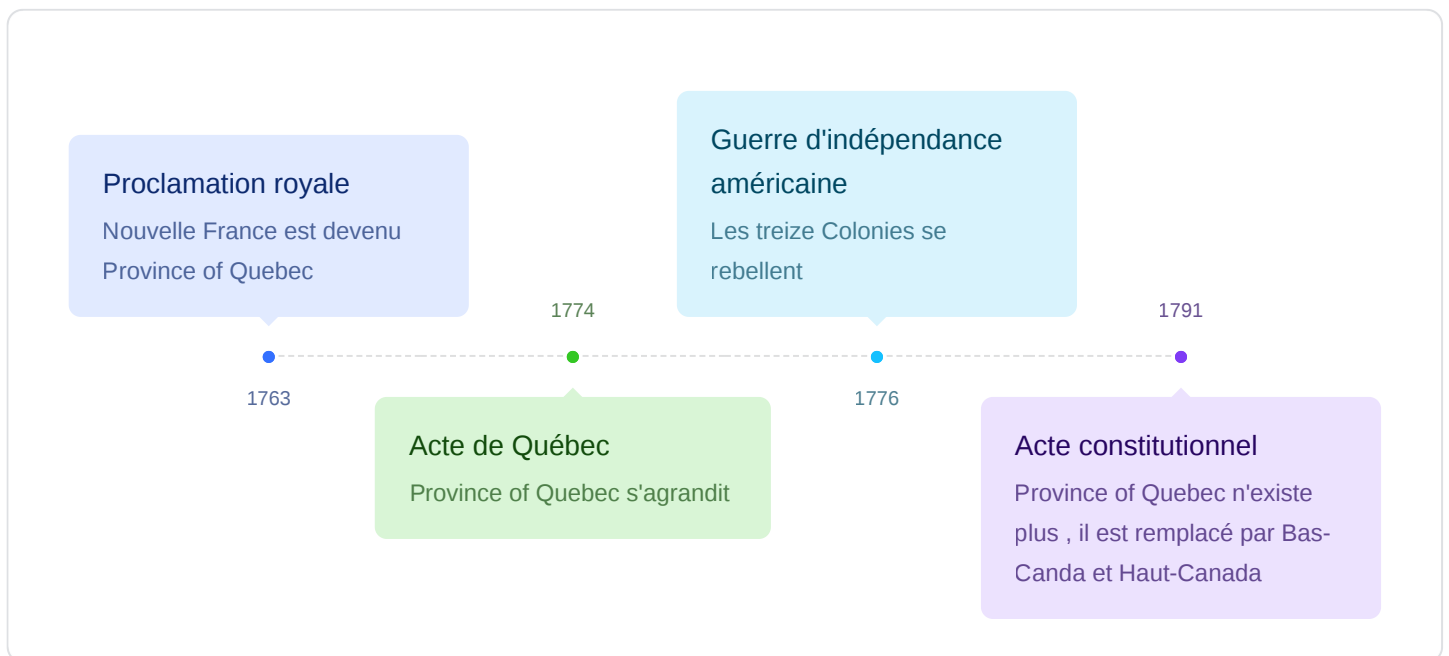 Proclamation royale
Nouvelle France est devenu
Province of Quebec
1763
1774
Acte de Québec
Province of Quebec s'agrandit
Guerre d'indépendance
américaine
Les treize Colonies se
rebellent
1776
1791
Acte constitutionnel
Province of Quebec n'existe
plus , il est remplacé par Bas-
Canda et Haut-Canada